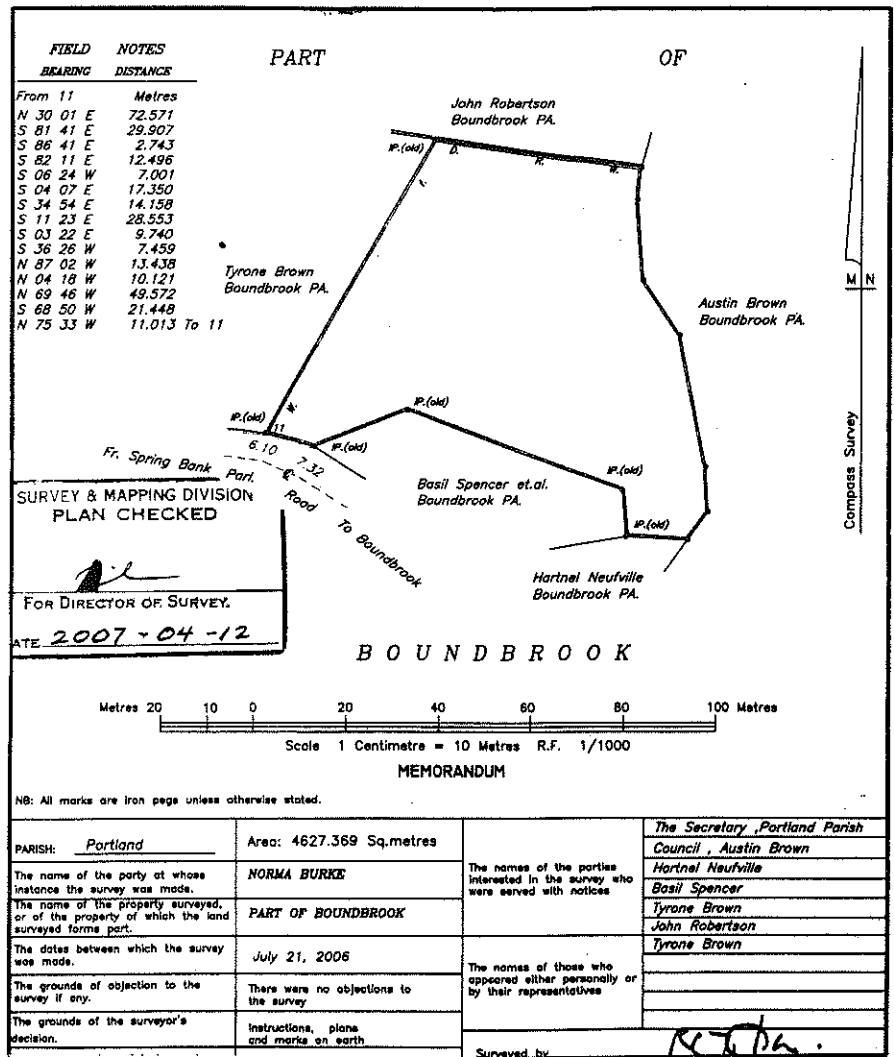 FIELD NOTES
BEARING DISTANCE
From 11 Metres
N 30 01 E 72.571
S 81 41 E 29.907
S 86 41 E 2.743
S 82 11 E 12.496
S 06 24 W 7.001
S 04 07 E 17.350
S 34 54 E 14.158
S 11 23 E 28.553
S 03 22 E 9.740
S 36 26 W 7.459
N 87 02 W 13.438
N 04 18 W 10.121
N 69 46 W 49.572
S 68 50 W 21.448
N 75 33 W 11.013 To 11
PART OF
John Robertson
Boundbrook PA.
IP.(old)
D. R. W.
T.
W.
Tyrone Brown
Boundbrook PA.
Austin Brown
Boundbrook PA.
M N
Compass Survey
IP.(old)
11
IP.(old)
IP.(old)
IP.(old)
IP.(old)
6.10
7.32
Fr. Spring Bank Parl. Road To Boundbrook
Basil Spencer et.al.
Boundbrook PA.
Hartnel Neufville
Boundbrook PA.
SURVEY & MAPPING DIVISION
PLAN CHECKED
FOR DIRECTOR OF SURVEY.
ATE 2007-04-12
BOUNDBROOK
Metres 20 10 0 20 40 60 80 100 Metres
Scale 1 Centimetre = 10 Metres R.F. 1/1000
MEMORANDUM
NB: All marks are iron pegs unless otherwise stated.
PARISH: Portland
Area: 4627.369 Sq.metres
The name of the party at whose
instance the survey was made.
NORMA BURKE
The name of the property surveyed,
or of the property of which the land
surveyed forms part.
PART OF BOUNDBROOK
The dates between which the survey
was made.
July 21, 2006
The grounds of objection to the
survey if any.
There were no objections to
the survey
The grounds of the surveyor's
decision.
Instructions, plans
and marks on earth
The names of the parties
interested in the survey who
were served with notices
The Secretary ,Portland Parish
Council , Austin Brown
Hartnel Neufville
Basil Spencer
Tyrone Brown
John Robertson
The names of those who
appeared either personally or
by their representatives
Tyrone Brown
Surveyed by